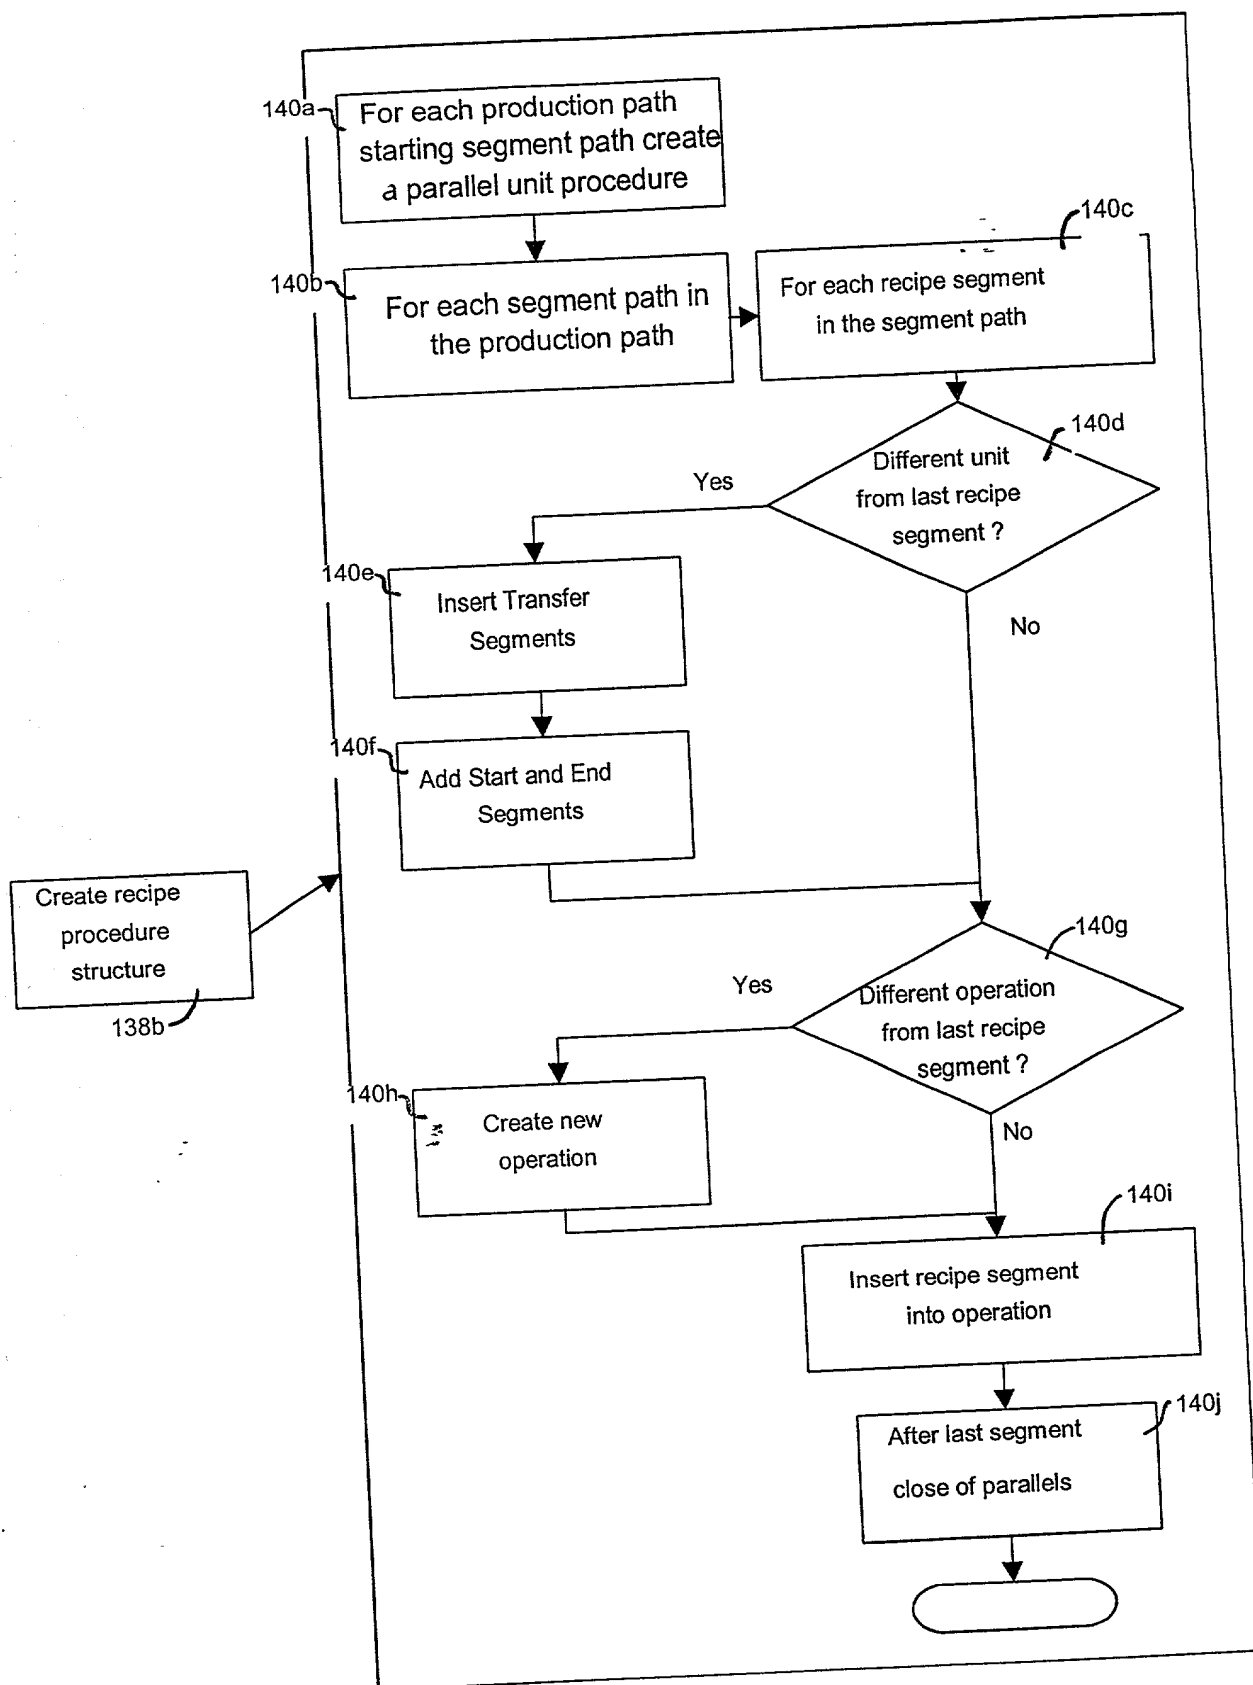 140a
For each production path
starting segment path create
a parallel unit procedure
140b
For each segment path in
the production path
140c
For each recipe segment
in the segment path
140d
Different unit
from last recipe
segment ?
Yes
No
140e
Insert Transfer
Segments
140f
Add Start and End
Segments
Create recipe
procedure
structure
138b
140g
Different operation
from last recipe
segment ?
Yes
No
140h
Create new
operation
140i
Insert recipe segment
into operation
140j
After last segment
close of parallels